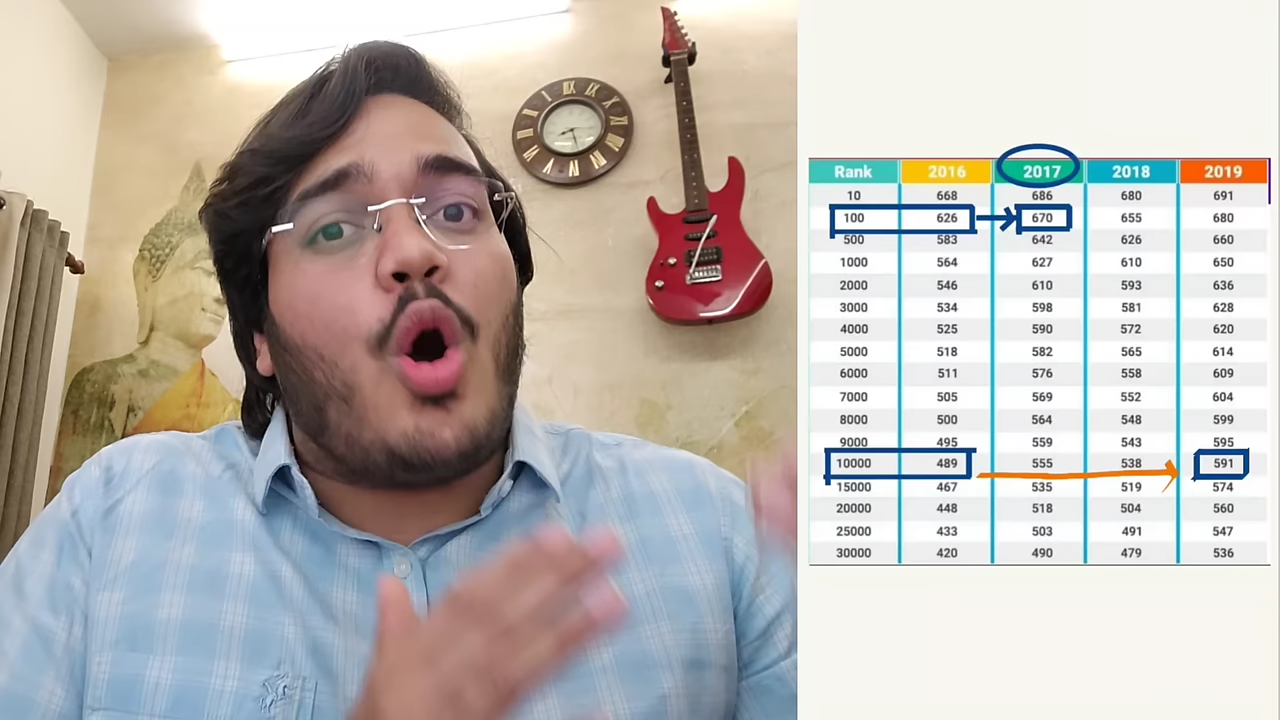 Rank 2016 2017 2018 2019
10 668 686 680 691
100 626 670 655 680
500 583 642 626 660
1000 564 627 610 650
2000 546 610 593 636
3000 534 598 581 628
4000 525 590 572 620
5000 518 582 565 614
6000 511 576 558 609
7000 505 569 552 604
8000 500 564 548 599
9000 495 559 543 595
10000 489 555 538 591
15000 467 535 519 574
20000 448 518 504 560
25000 433 503 491 547
30000 420 490 479 536